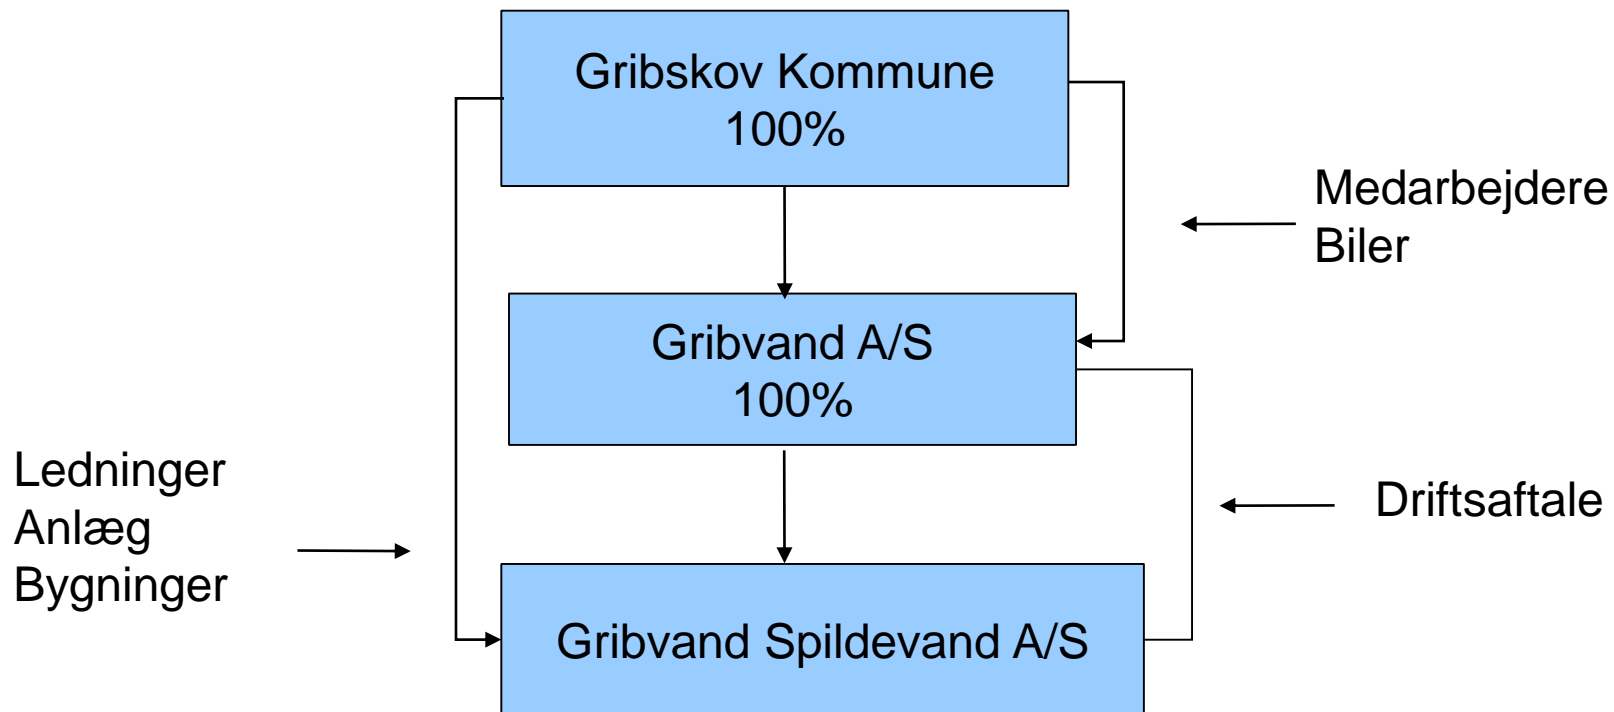 Gribskov Kommune
100%
Medarbejdere
Biler
Gribvand A/S
100%
Ledninger
Anlæg
Bygninger
Driftsaftale
Gribvand Spildevand A/S